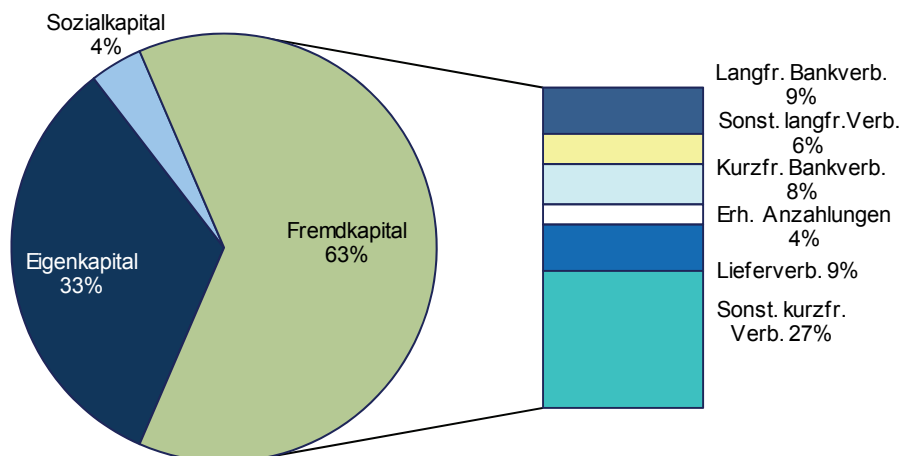 Sozialkapital
4%
Eigenkapital
33%
Fremdkapital
63%
Langfr. Bankverb.
9%
Sonst. langfr.Verb.
6%
Kurzfr. Bankverb.
8%
Erh. Anzahlungen
4%
Lieferverb. 9%
Sonst. kurzfr.
Verb. 27%